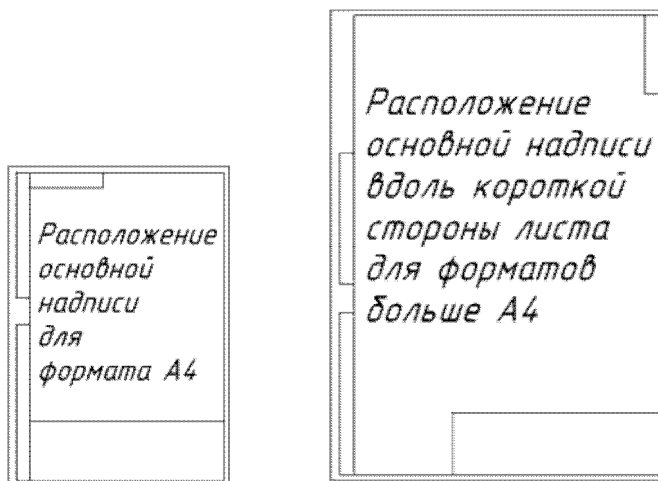 Расположение
основной
надписи
для
формата А4
Расположение
основной надписи
вдоль короткой
стороны листа
для форматов
больше А4